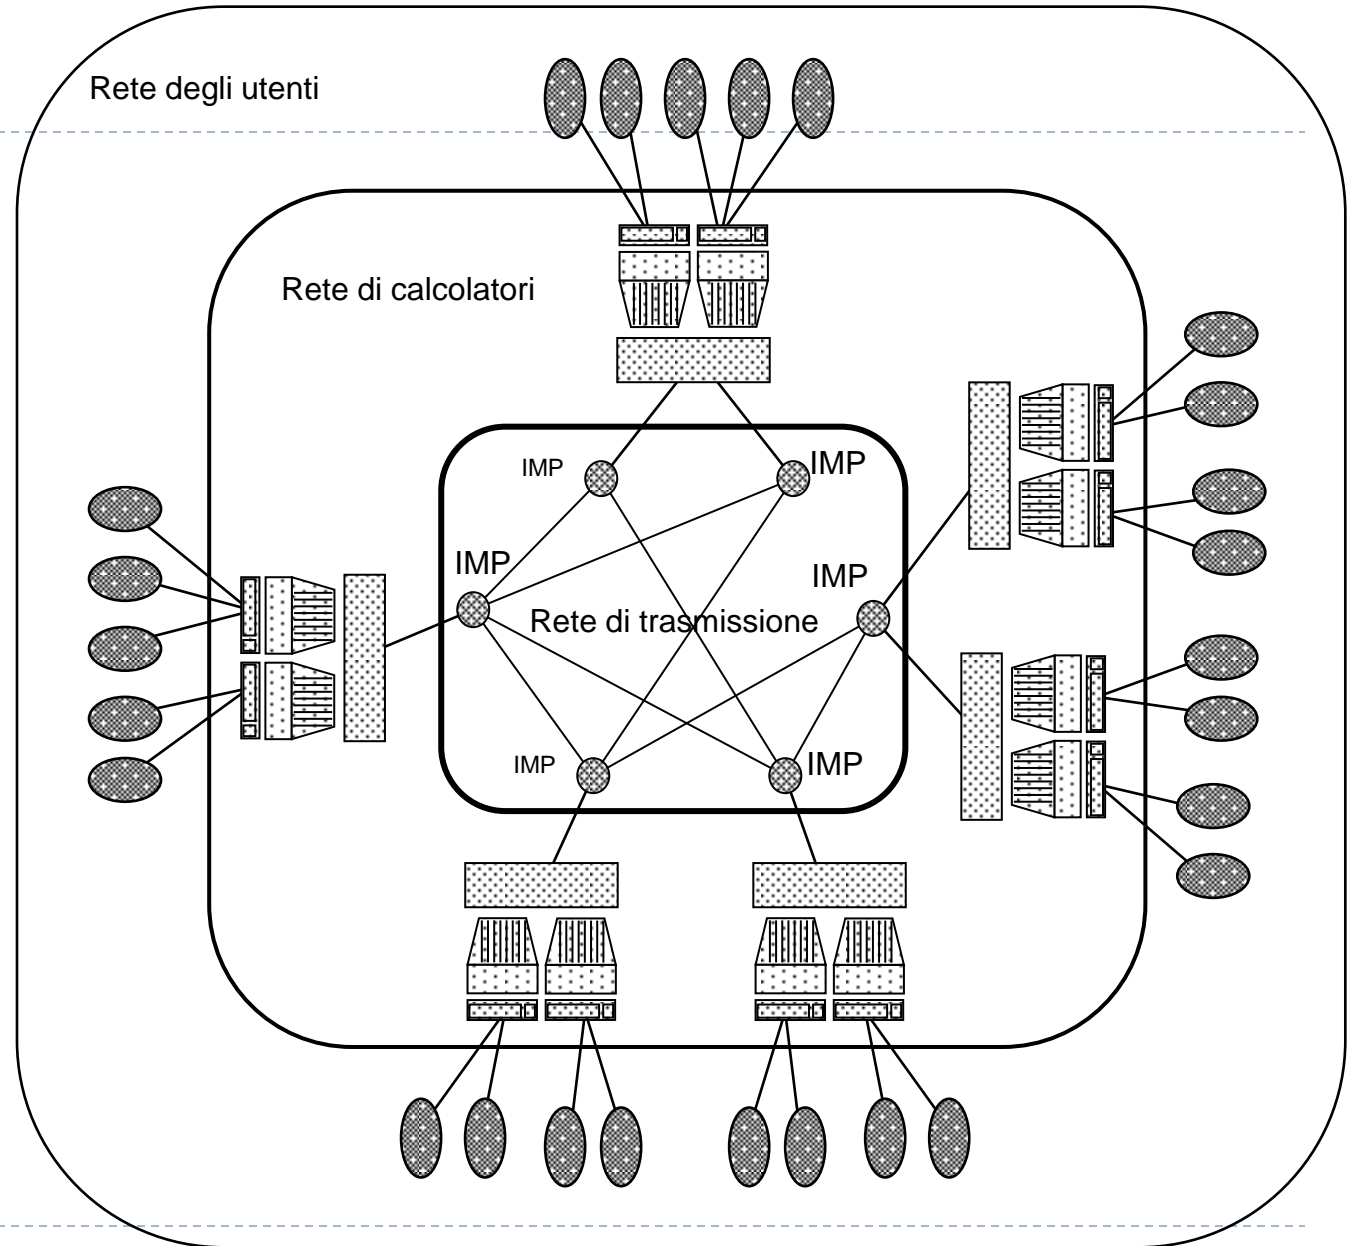 Rete degli utenti
Rete di calcolatori
IMP
IMP
IMP
IMP
Rete di trasmissione
IMP
IMP